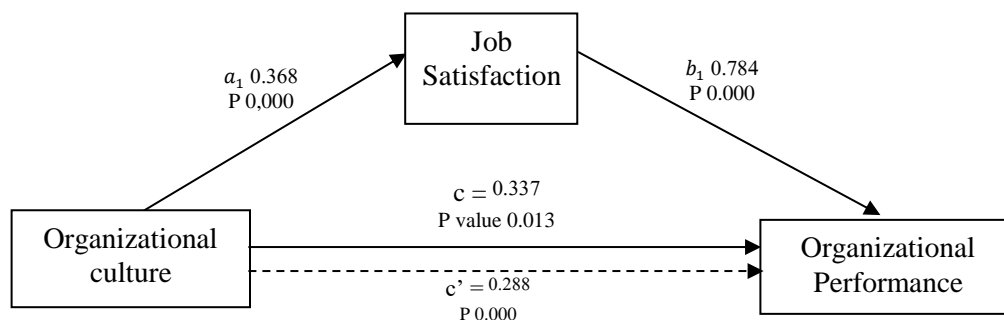 Job
Satisfaction
𝑎₁ 0.368
P 0,000
𝑏₁ 0.784
P 0.000
c = 0.337
P value 0.013
Organizational
culture
Organizational
Performance
c’ = 0.288
P 0.000